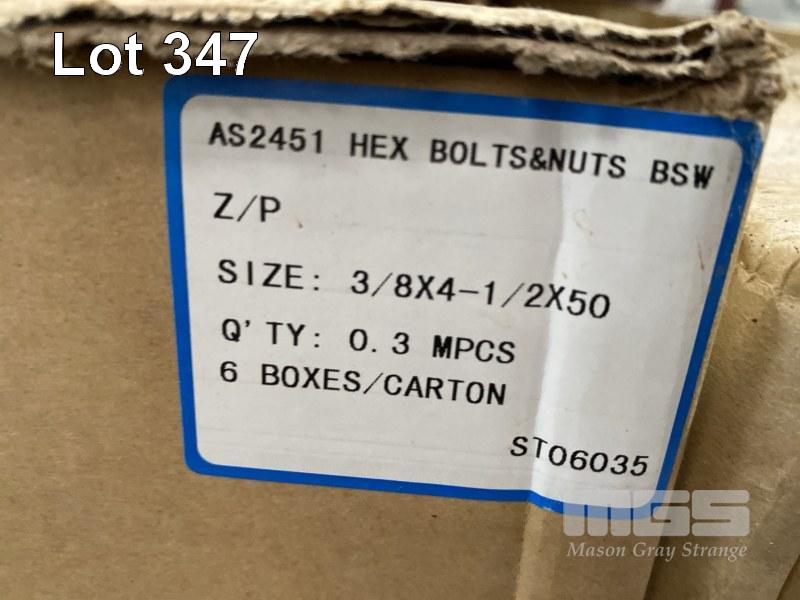 Lot 347
AS2451 HEX BOLTS&NUTS BSW
Z/P
SIZE: 3/8X4-1/2X50
Q'TY: 0.3 MPCS
6 BOXES/CARTON
ST06035
MGS
Mason Gray Strange